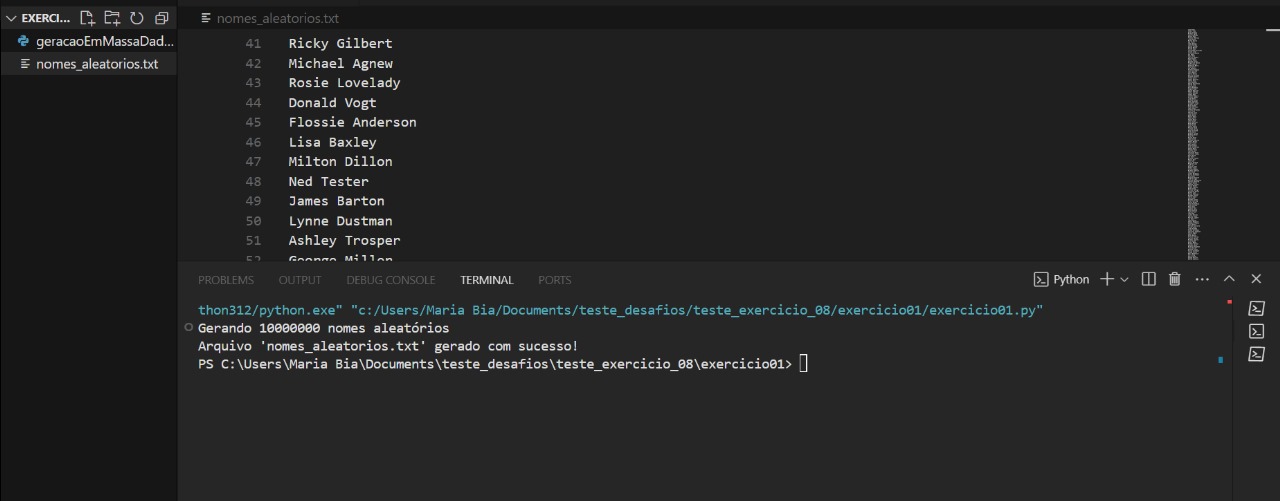 EXERCI...
geracaoEmMassaDad...
nomes_aleatorios.txt
nomes_aleatorios.txt
41 Ricky Gilbert
42 Michael Agnew
43 Rosie Lovelady
44 Donald Vogt
45 Flossie Anderson
46 Lisa Baxley
47 Milton Dillon
48 Ned Tester
49 James Barton
50 Lynne Dustman
51 Ashley Trosper
52 George Millon
PROBLEMS OUTPUT DEBUG CONSOLE TERMINAL PORTS Python
thon312/python.exe" "c:/Users/Maria Bia/Documents/teste_desafios/teste_exercicio_08/exercicio01/exercicio01.py"
Gerando 10000000 nomes aleatórios
Arquivo 'nomes_aleatorios.txt' gerado com sucesso!
PS C:\Users\Maria Bia\Documents\teste_desafios\teste_exercicio_08\exercicio01>